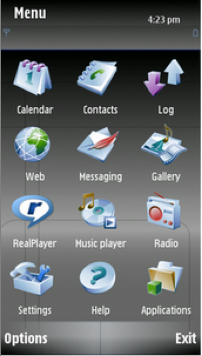 Menu
4:23 pm
Calendar Contacts Log
Web Messaging Gallery
RealPlayer Music player Radio
Settings Help Applications
Options Exit